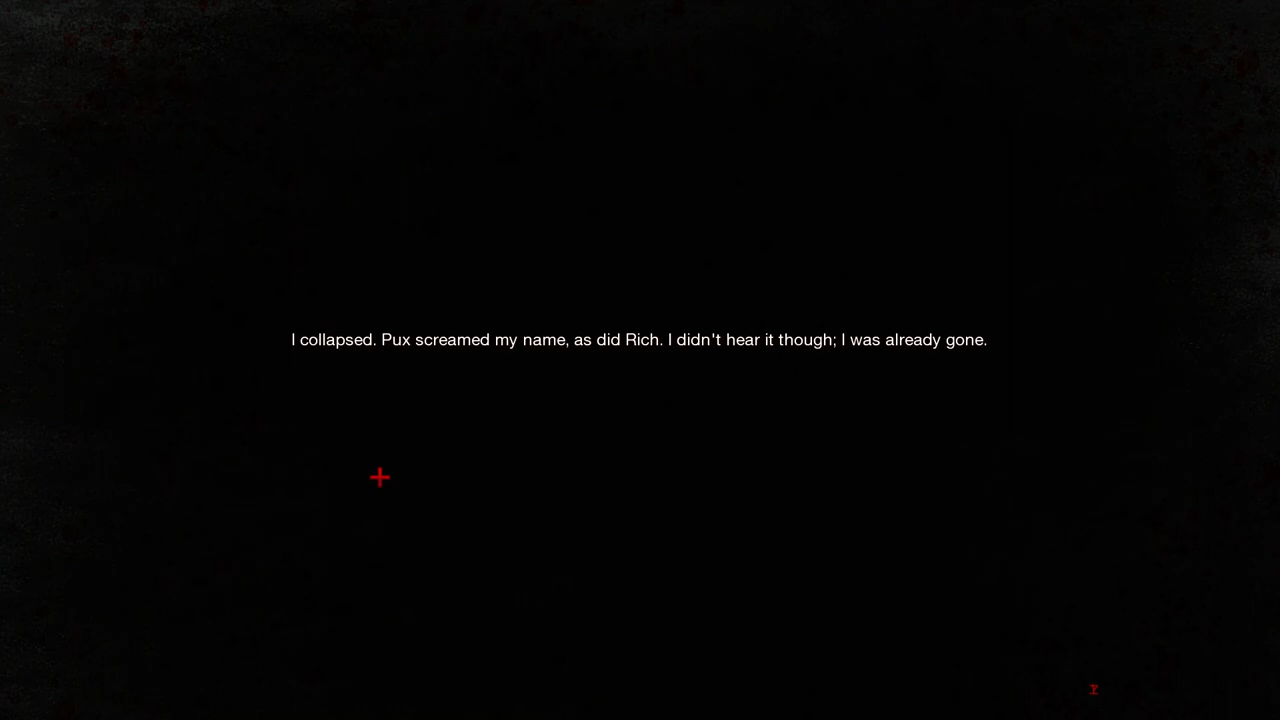 I collapsed. Pux screamed my name, as did Rich. I didn't hear it though; I was already gone.